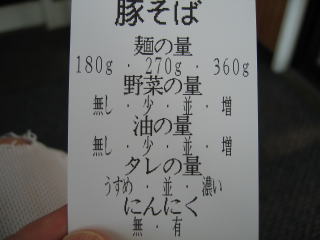 豚そば
麺の量
180g ・ 270g ・ 360g
野菜の量
無し ・ 少 ・ 並 ・ 増
油の量
無し ・ 少 ・ 並 ・ 増
タレの量
うすめ ・ 並 ・ 濃い
にんにく
無 ・ 有